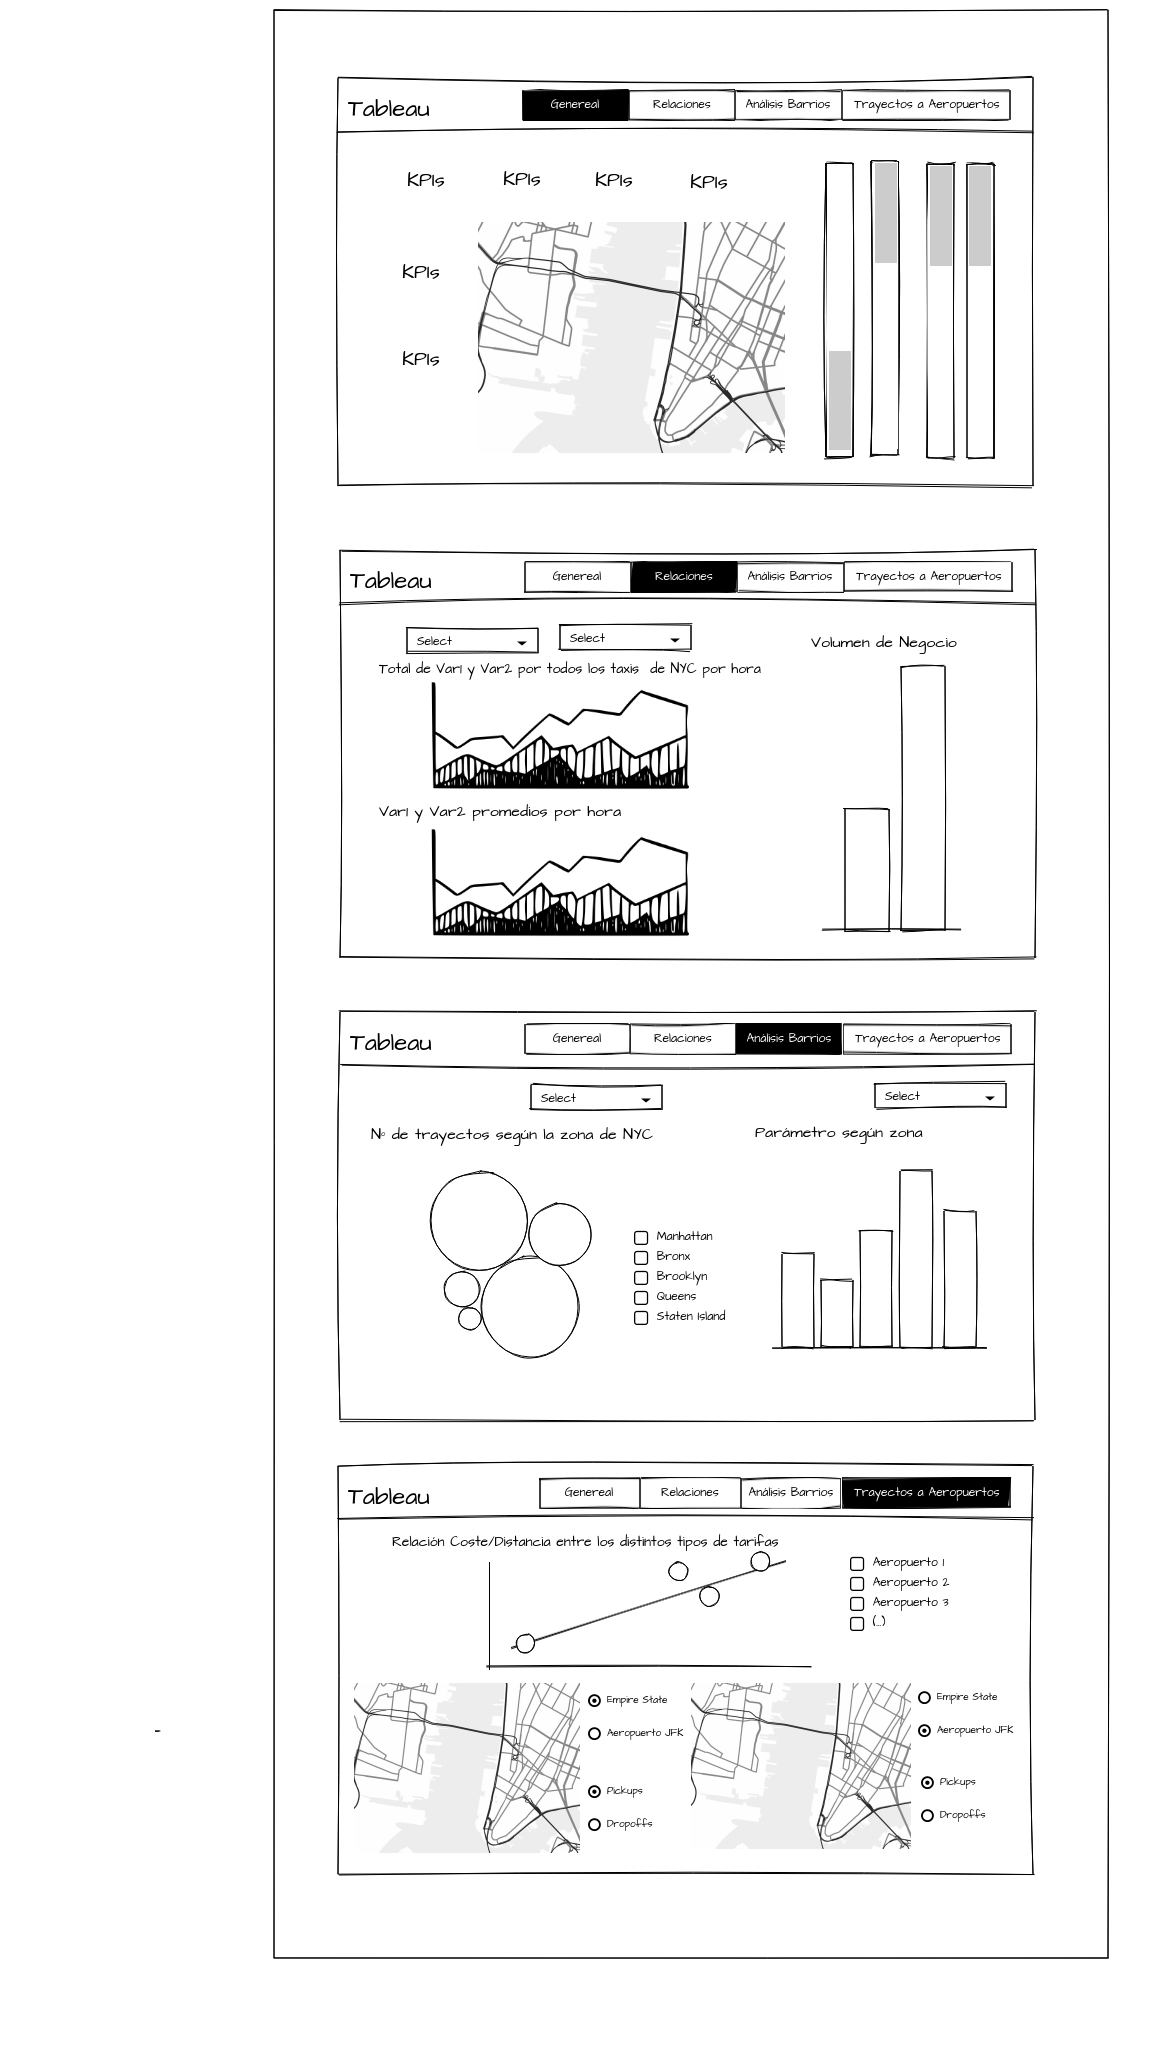 Tableau
Genereal
Relaciones
Análisis Barrios
Trayectos a Aeropuertos
KPIs
KPIs
KPIs
KPIs
KPIs
KPIs
Tableau
Genereal
Relaciones
Análisis Barrios
Trayectos a Aeropuertos
Select
Select
Volumen de Negocio
Total de Var1 y Var2 por todos los taxis de NYC por hora
Var1 y Var2 promedios por hora
Tableau
Genereal
Relaciones
Análisis Barrios
Trayectos a Aeropuertos
Select
Select
Nº de trayectos según la zona de NYC
Parámetro según zona
Manhattan
Bronx
Brooklyn
Queens
Staten Island
Tableau
Genereal
Relaciones
Análisis Barrios
Trayectos a Aeropuertos
Relación Coste/Distancia entre los distintos tipos de tarifas
Aeropuerto 1
Aeropuerto 2
Aeropuerto 3
(...)
Empire State
Aeropuerto JFK
Pickups
Dropoffs
Empire State
Aeropuerto JFK
Pickups
Dropoffs
-